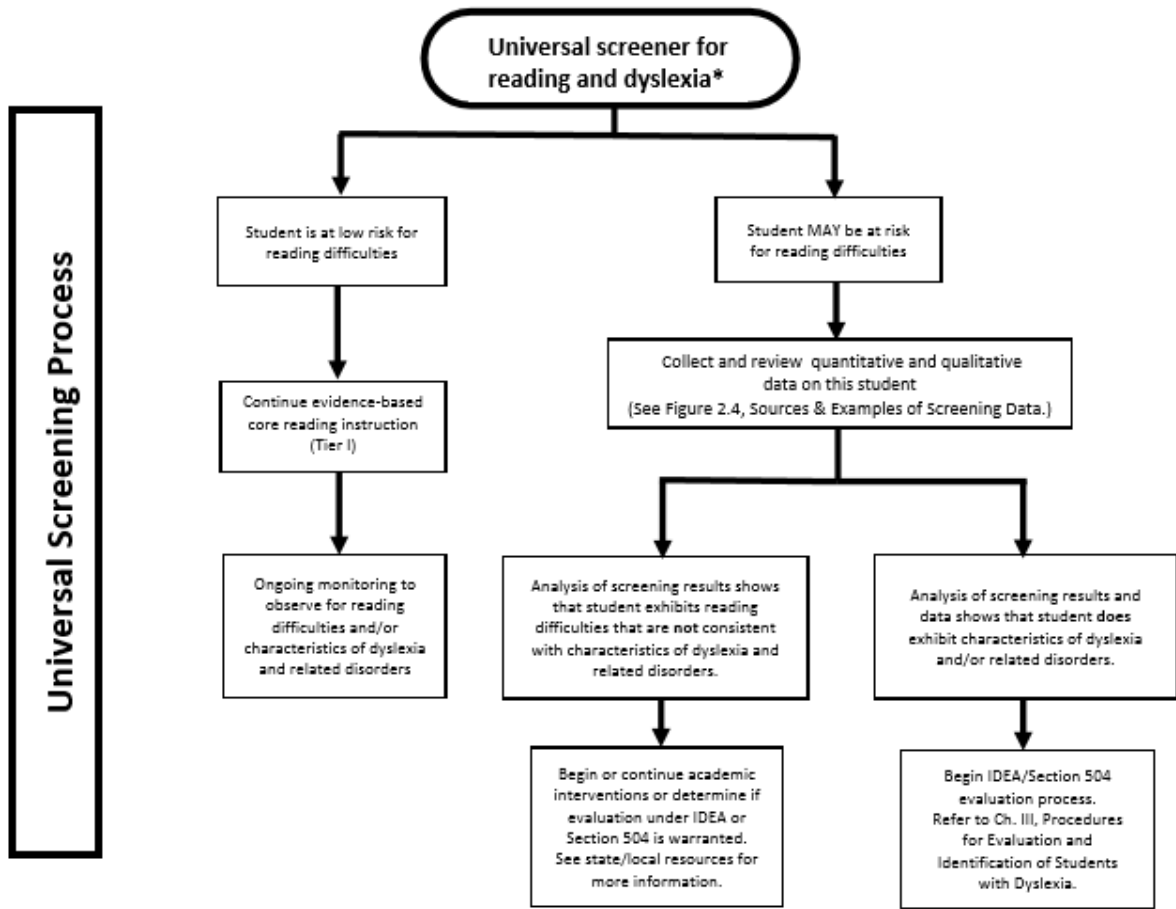 Universal Screening Process
Universal screener for
reading and dyslexia*
Student is at low risk for
reading difficulties
Student MAY be at risk
for reading difficulties
Continue evidence-based
core reading instruction
(Tier I)
Collect and review quantitative and qualitative
data on this student
(See Figure 2.4, Sources & Examples of Screening Data.)
Ongoing monitoring to
observe for reading
difficulties and/or
characteristics of dyslexia
and related disorders
Analysis of screening results shows
that student exhibits reading
difficulties that are not consistent
with characteristics of dyslexia and
related disorders.
Analysis of screening results and
data shows that student does
exhibit characteristics of dyslexia
and/or related disorders.
Begin or continue academic
interventions or determine if
evaluation under IDEA or
Section 504 is warranted.
See state/local resources for
more information.
Begin IDEA/Section 504
evaluation process.
Refer to Ch. III, Procedures
for Evaluation and
Identification of Students
with Dyslexia.